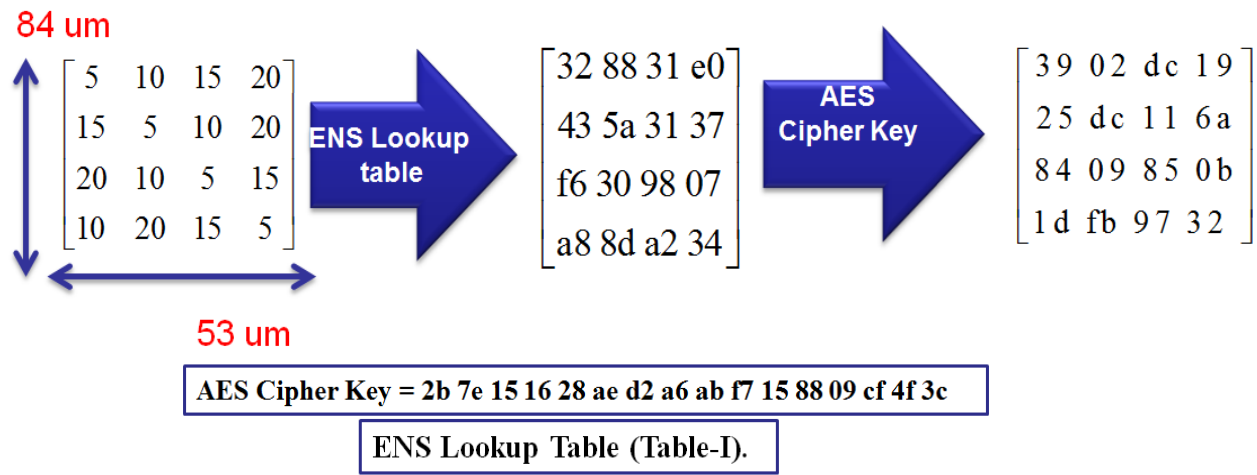 84 um
5 10 15 20
15 5 10 20
20 10 5 15
10 20 15 5
53 um
ENS Lookup
table
32 88 31 e0
43 5a 31 37
f6 30 98 07
a8 8d a2 34
AES
Cipher Key
39 02 dc 19
25 dc 11 6a
84 09 85 0b
1d fb 97 32
AES Cipher Key = 2b 7e 15 16 28 ae d2 a6 ab f7 15 88 09 cf 4f 3c
ENS Lookup Table (Table-I).